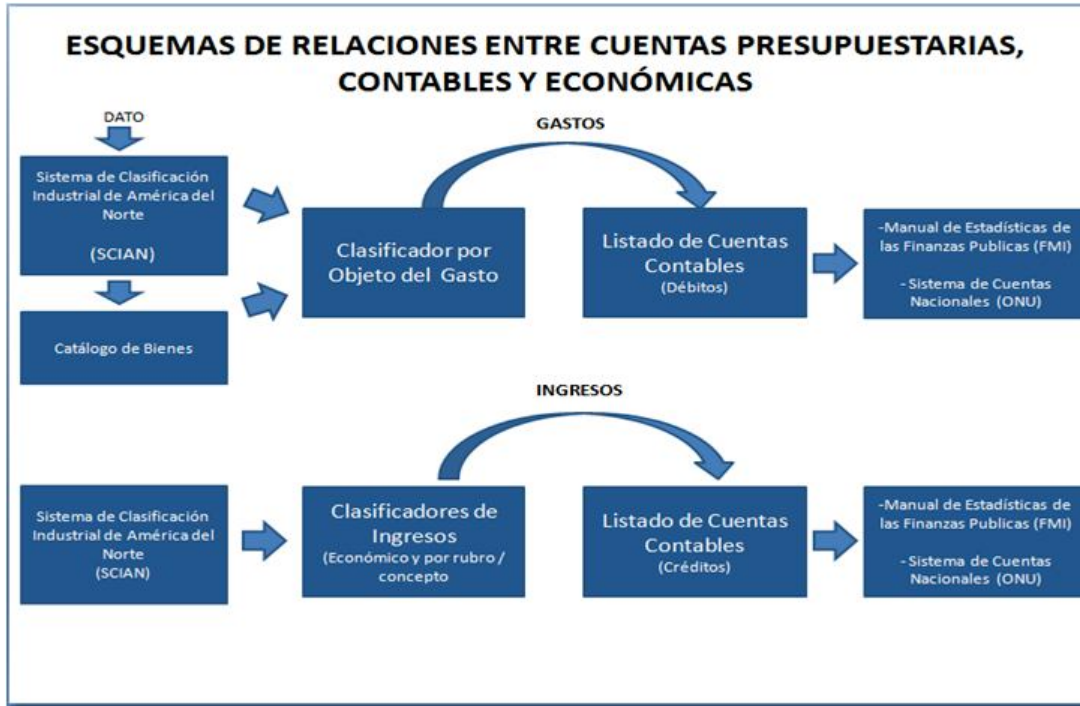 ESQUEMAS DE RELACIONES ENTRE CUENTAS PRESUPUESTARIAS,
CONTABLES Y ECONÓMICAS
DATO
GASTOS
Sistema de Clasificación
Industrial de América del
Norte
(SCIAN)
Clasificador por
Objeto del Gasto
Listado de Cuentas
Contables
(Débitos)
-Manual de Estadísticas de
las Finanzas Publicas (FMI)
- Sistema de Cuentas
Nacionales (ONU)
Catálogo de Bienes
INGRESOS
Sistema de Clasificación
Industrial de América del
Norte
(SCIAN)
Clasificadores de
Ingresos
(Económico y por rubro /
concepto
Listado de Cuentas
Contables
(Créditos)
-Manual de Estadísticas de
las Finanzas Publicas (FMI)
- Sistema de Cuentas
Nacionales (ONU)